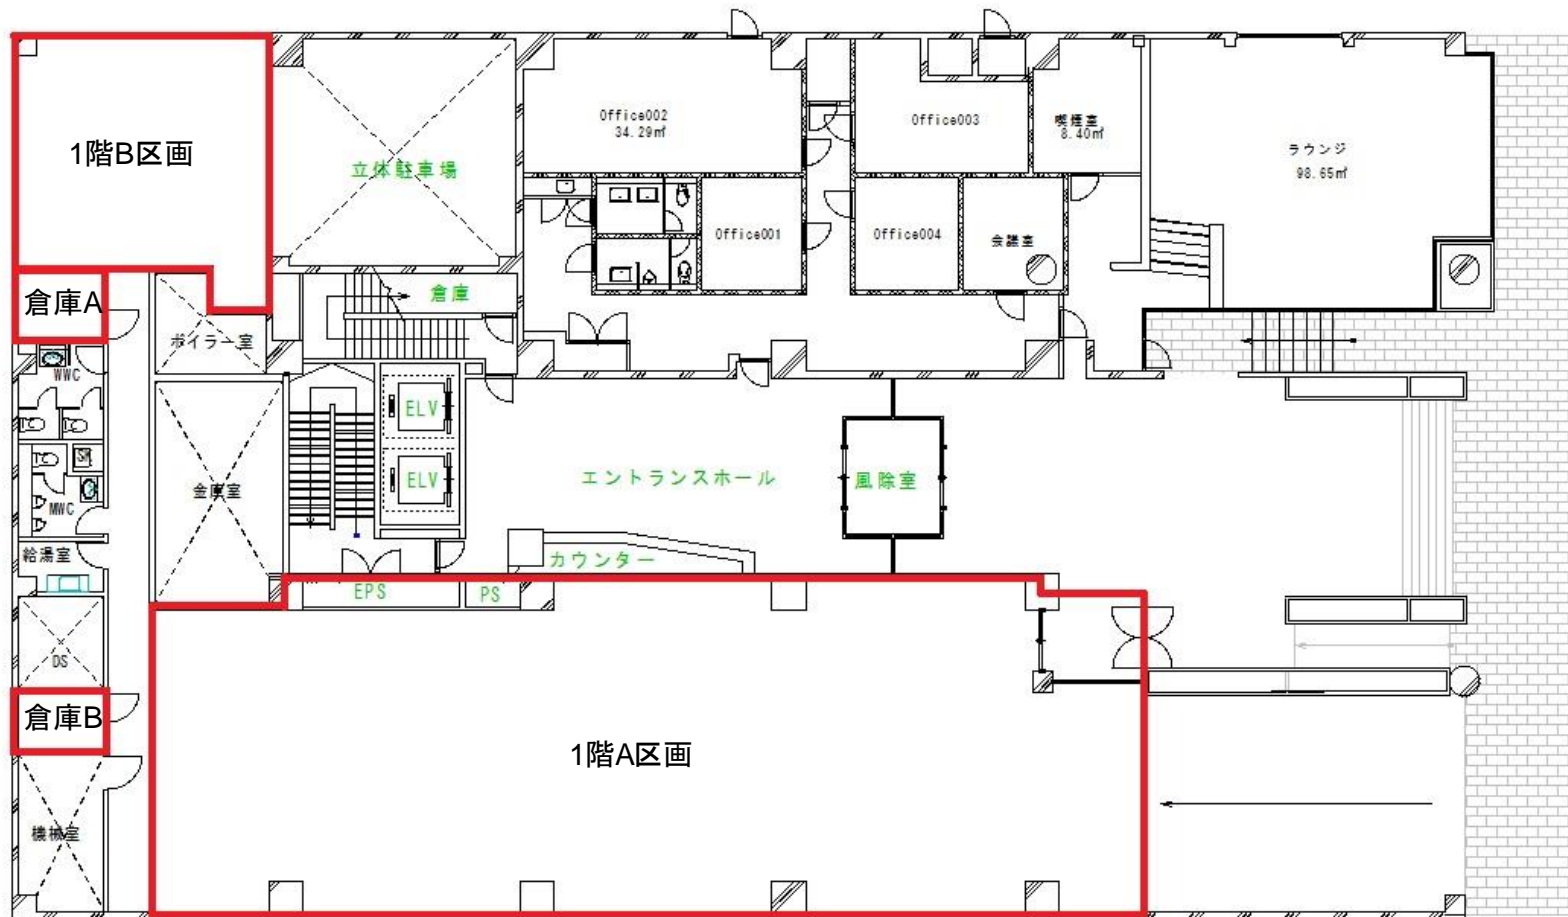 Office002
34.29㎡
Office003
喫煙室
8.40㎡
ラウンジ
98.65㎡
1階B区画
立体駐車場
Office001
Office004
会議室
倉庫A
倉庫
ボイラー室
WWC
ELV
SK
ELV
金庫室
エントランスホール
風除室
MWC
給湯室
カウンター
EPS
PS
DS
倉庫B
1階A区画
機械室